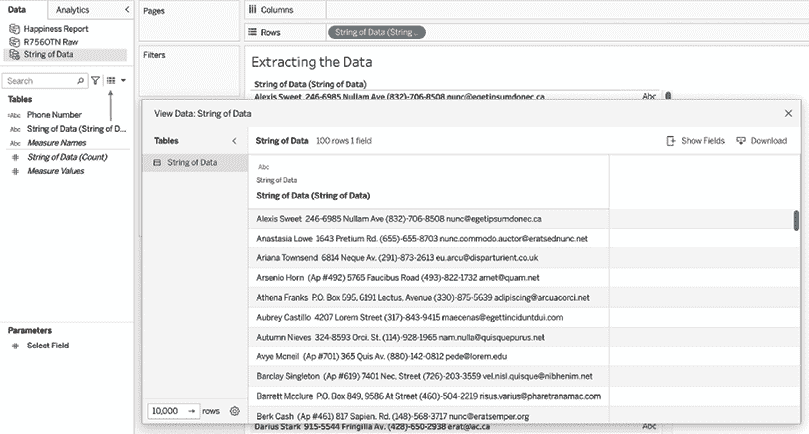 Data
Analytics
Pages
Columns
Rows
String of Data (String ...
Happiness Report
R7560TN Raw
String of Data
Filters
Search
Extracting the Data
Tables
String of Data (String of Data)
Alexis Sweet 246-6985 Nullam Ave (832)-706-8508 nunc@egetipsumdonec.ca
Abc
=Abc Phone Number
Abc String of Data (String of D...
Abc Measure Names
# String of Data (Count)
# Measure Values
Parameters
# Select Field
View Data: String of Data
Tables
String of Data
String of Data 100 rows 1 field
Show Fields
Download
Abc
String of Data
String of Data (String of Data)
Alexis Sweet 246-6985 Nullam Ave (832)-706-8508 nunc@egetipsumdonec.ca
Anastasia Lowe 1643 Pretium Rd. (655)-655-8703 nunc.commodo.auctor@eratsednunc.net
Ariana Townsend 6814 Neque Av. (291)-873-2613 eu.arcu@disparturient.co.uk
Arsenio Horn (Ap #492) 5765 Faucibus Road (493)-822-1732 amet@quam.net
Athena Franks P.O. Box 595, 6191 Lectus, Avenue (330)-875-5639 adipiscing@arcuacorci.net
Aubrey Castillo 4207 Lorem Street (317)-843-9415 maecenas@egettinciduntdui.com
Autumn Nieves 324-8593 Orci. St. (114)-928-1965 nam.nulla@quisquepurus.net
Avye Mcneil (Ap #701) 365 Quis Av. (880)-142-0812 pede@lorem.edu
Barclay Singleton (Ap #619) 7401 Nec, Street (726)-203-3559 vel.nisl.quisque@nibhenim.net
Barrett Mcclure P.O. Box 849, 9586 At Street (460)-504-2219 risus.varius@pharetranamac.com
Berk Cash (Ap #461) 817 Sapien, Rd. (148)-568-3717 nunc@eratsemper.org
10,000 → rows
Darius Stark 915-5544 Fringilla Av. (428)-650-2938 erat@ac.ca
Abc